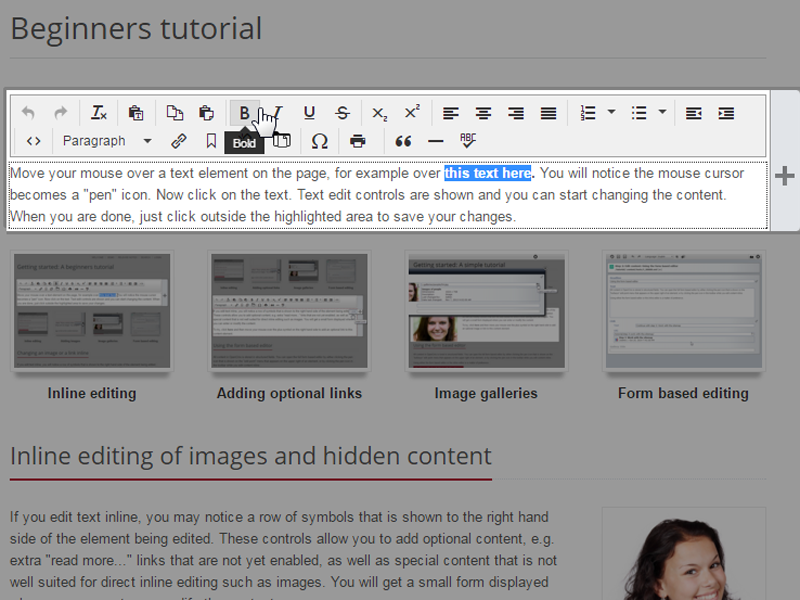 Beginners tutorial
B I U S X₂ X²
Paragraph Ω ABC
Bold
Move your mouse over a text element on the page, for example over this text here. You will notice the mouse cursor
becomes a "pen" icon. Now click on the text. Text edit controls are shown and you can start changing the content.
When you are done, just click outside the highlighted area to save your changes.
Getting started: A beginners tutorial
Getting started: A simple tutorial
Inline editing Adding optional links Image galleries Form based editing
Inline editing of images and hidden content
If you edit text inline, you may notice a row of symbols that is shown to the right hand
side of the element being edited. These controls allow you to add optional content, e.g.
extra "read more..." links that are not yet enabled, as well as special content that is not
well suited for direct inline editing such as images. You will get a small form displayed